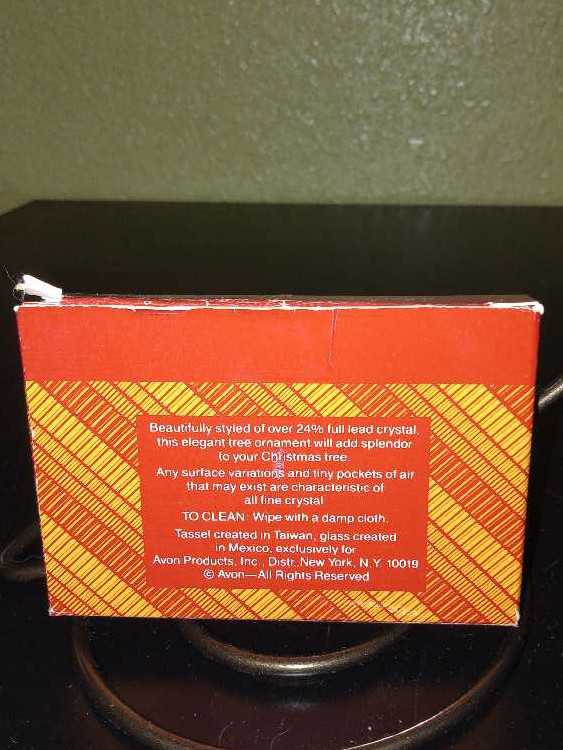 Beautifully styled of over 24% full lead crystal,
this elegant tree ornament will add splendor
to your Christmas tree.
Any surface variations and tiny pockets of air
that may exist are characteristic of
all fine crystal
TO CLEAN: Wipe with a damp cloth.
Tassel created in Taiwan, glass created
in Mexico, exclusively for
Avon Products, Inc., Distr. New York, N.Y. 10019
© Avon—All Rights Reserved